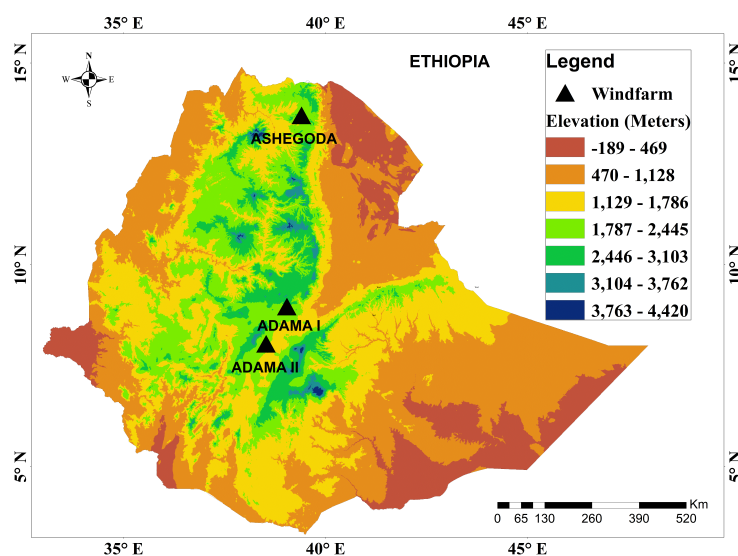 35° E 40° E 45° E
15° N
10° N
5° N
N
W E
S
ETHIOPIA
ASHEGODA
ADAMA I
ADAMA II
Legend
Windfarm
Elevation (Meters)
-189 - 469
470 - 1,128
1,129 - 1,786
1,787 - 2,445
2,446 - 3,103
3,104 - 3,762
3,763 - 4,420
15° N
10° N
5° N
Km
0 65 130 260 390 520
35° E 40° E 45° E